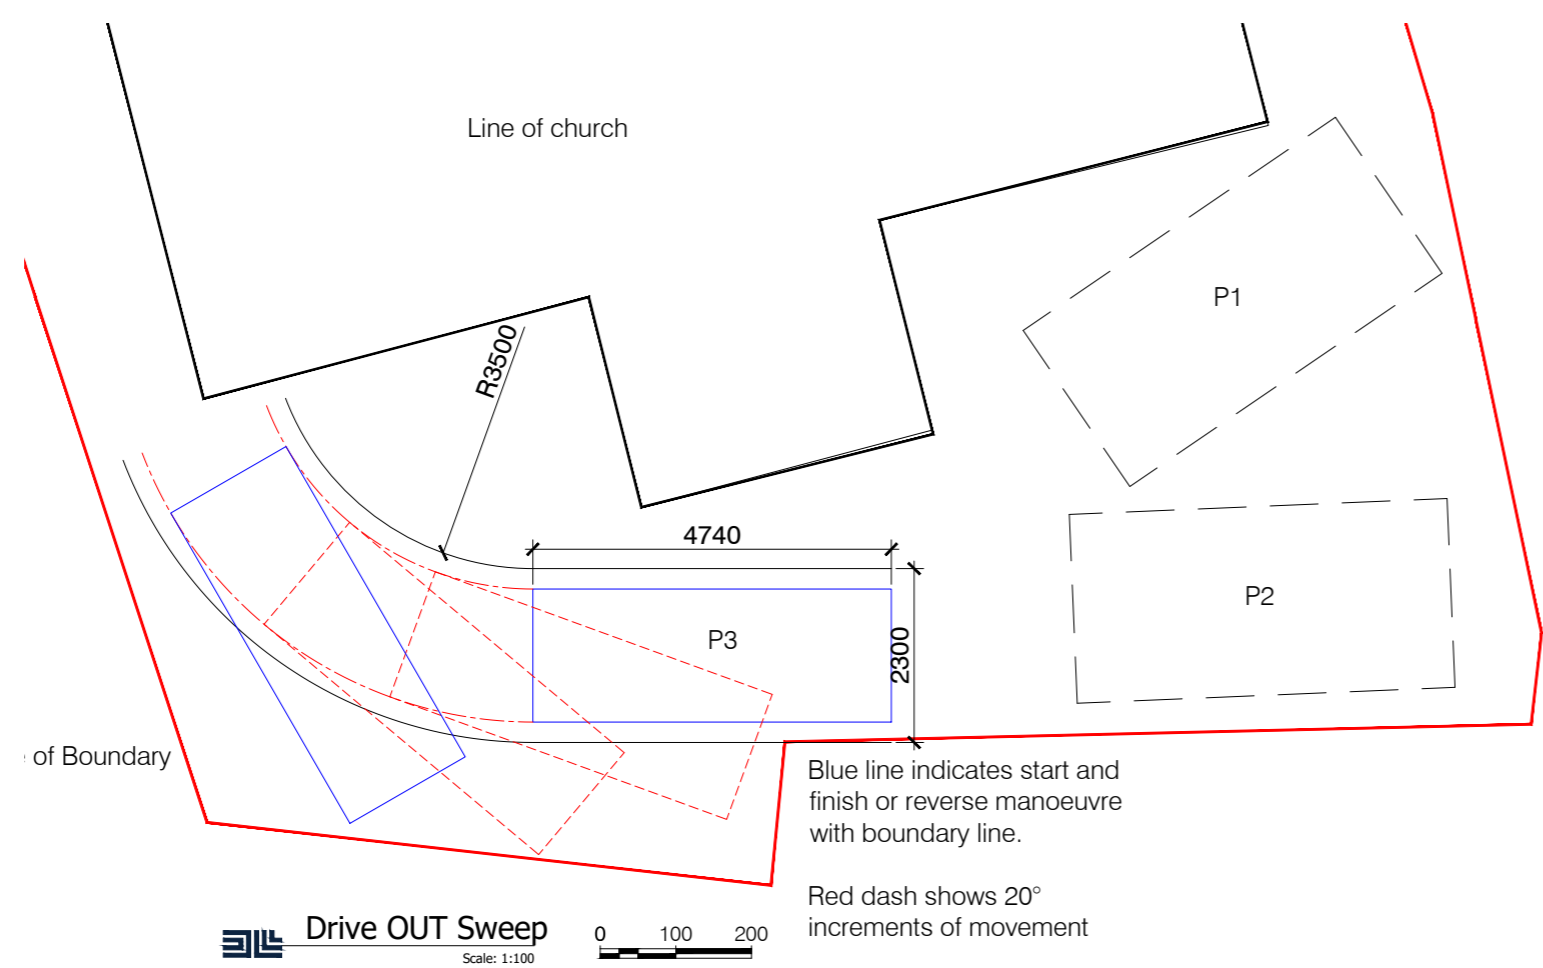 Line of church
R3500
P1
4740
P2
P3
2300
of Boundary
Blue line indicates start and
finish or reverse manoeuvre
with boundary line.
Red dash shows 20°
increments of movement
Drive OUT Sweep
Scale: 1:100
0 100 200